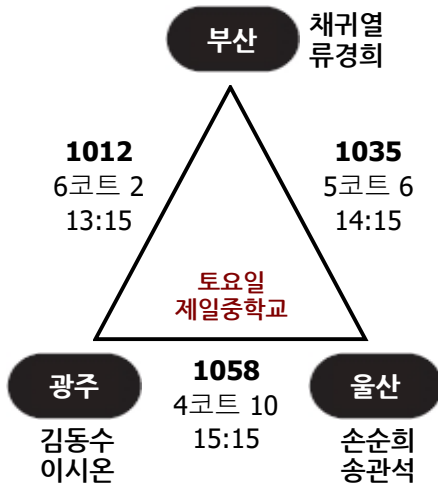 부산
채귀열
류경희
1012
6코트 2
13:15
1035
5코트 6
14:15
토요일
제일중학교
광주
김동수
이시온
1058
4코트 10
15:15
울산
손순희
송관석